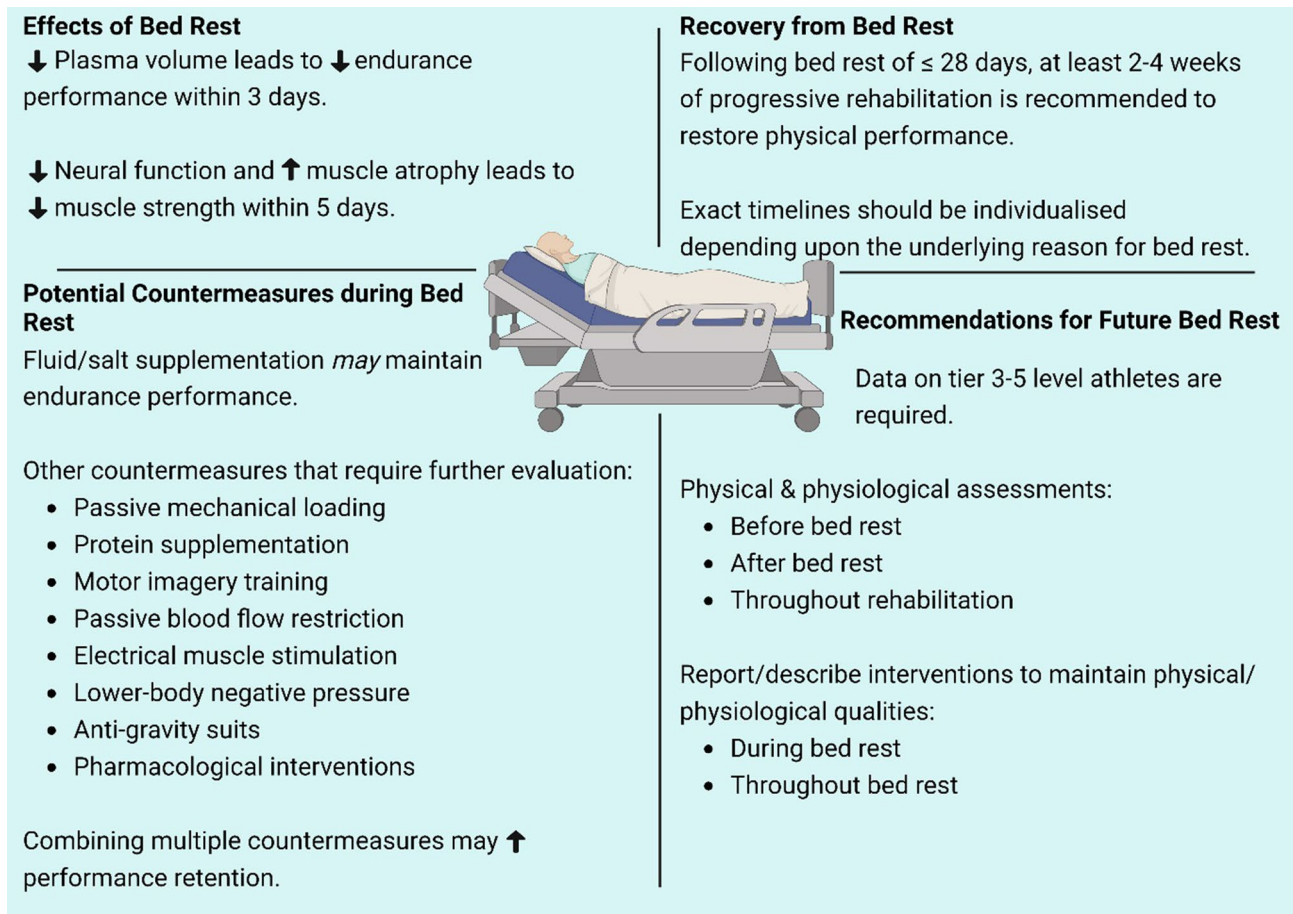 Effects of Bed Rest
↓ Plasma volume leads to ↓ endurance
performance within 3 days.
↓ Neural function and ↑ muscle atrophy leads to
↓ muscle strength within 5 days.
Potential Countermeasures during Bed
Rest
Fluid/salt supplementation may maintain
endurance performance.
Other countermeasures that require further evaluation:
• Passive mechanical loading
• Protein supplementation
• Motor imagery training
• Passive blood flow restriction
• Electrical muscle stimulation
• Lower-body negative pressure
• Anti-gravity suits
• Pharmacological interventions
Combining multiple countermeasures may ↑
performance retention.
Recovery from Bed Rest
Following bed rest of ≤ 28 days, at least 2-4 weeks
of progressive rehabilitation is recommended to
restore physical performance.
Exact timelines should be individualised
depending upon the underlying reason for bed rest.
Recommendations for Future Bed Rest
Data on tier 3-5 level athletes are
required.
Physical & physiological assessments:
• Before bed rest
• After bed rest
• Throughout rehabilitation
Report/describe interventions to maintain physical/
physiological qualities:
• During bed rest
• Throughout bed rest